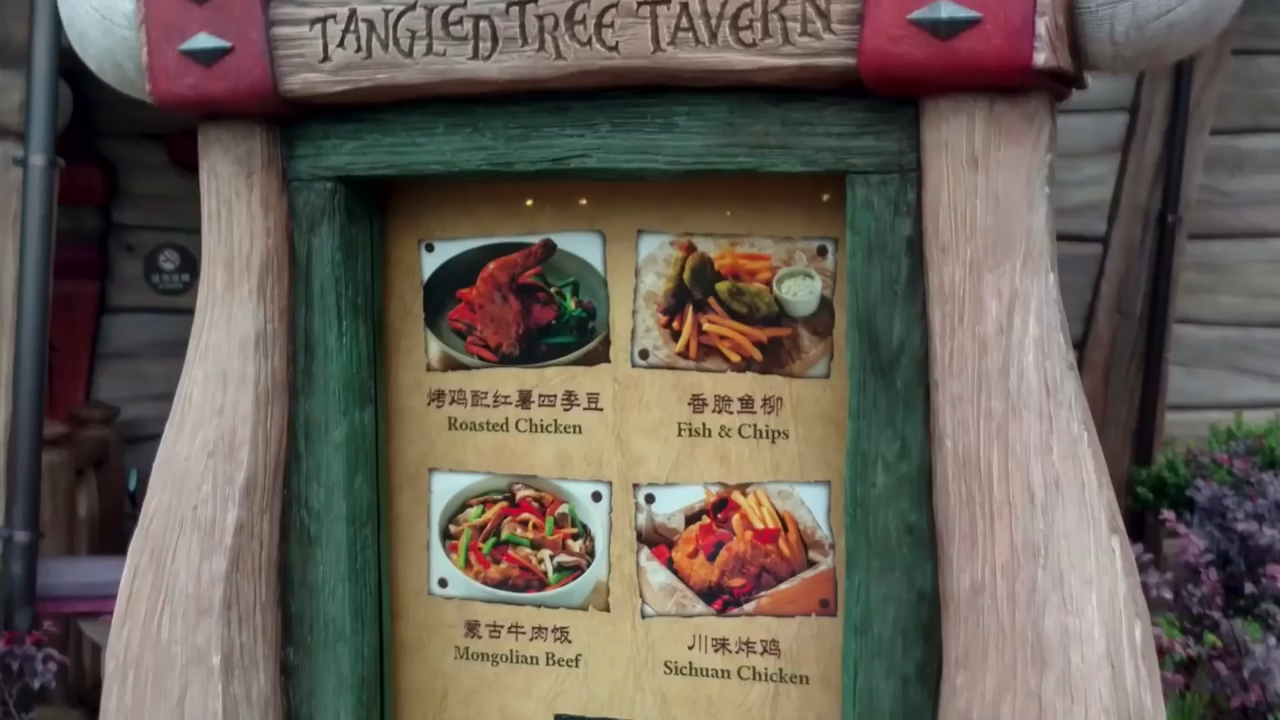 TANGLED TREE TAVERN
烤鸡配红薯四季豆
Roasted Chicken
香脆鱼柳
Fish & Chips
蒙古牛肉饭
Mongolian Beef
川味炸鸡
Sichuan Chicken